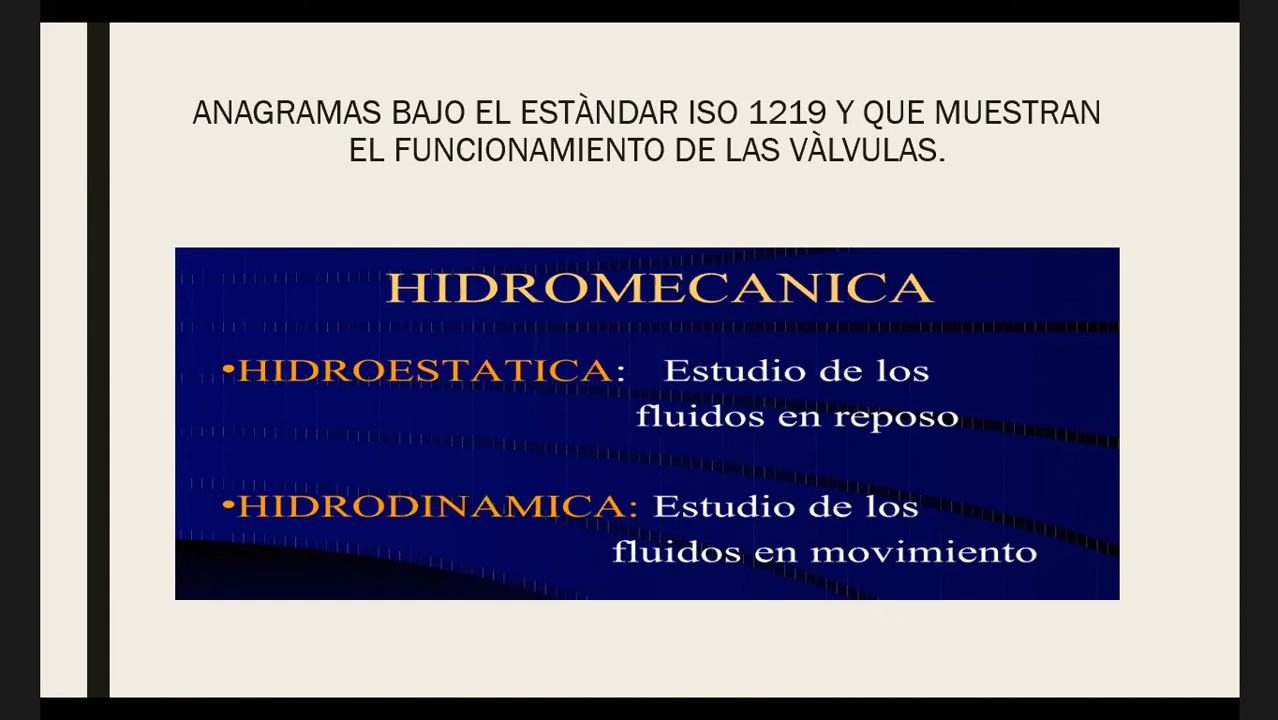 ANAGRAMAS BAJO EL ESTÀNDAR ISO 1219 Y QUE MUESTRAN
EL FUNCIONAMIENTO DE LAS VÀLVULAS.
HIDROMECANICA
•HIDROESTATICA: Estudio de los
fluidos en reposo
•HIDRODINAMICA: Estudio de los
fluidos en movimiento